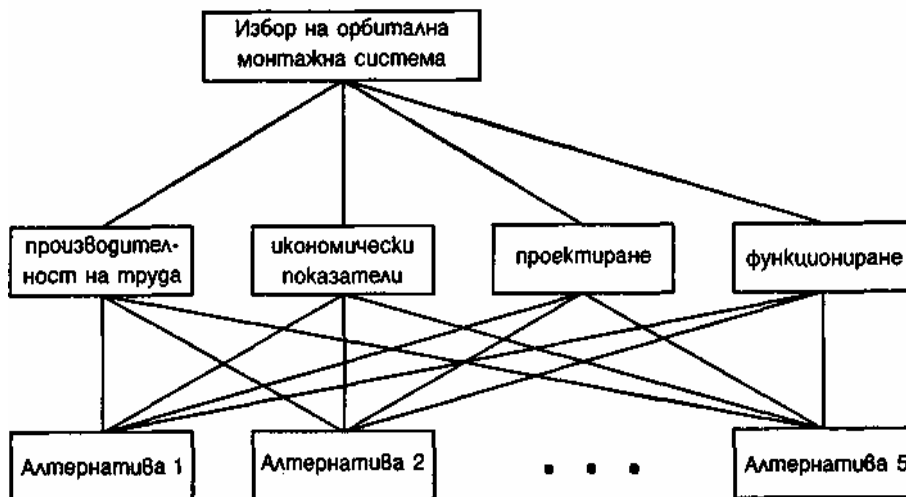 Избор на орбитална
монтажна система
производител-
ност на труда
икономически
показатели
проектиране
функциониране
Алтернатива 1
Алтернатива 2
. . .
Алтернатива 5